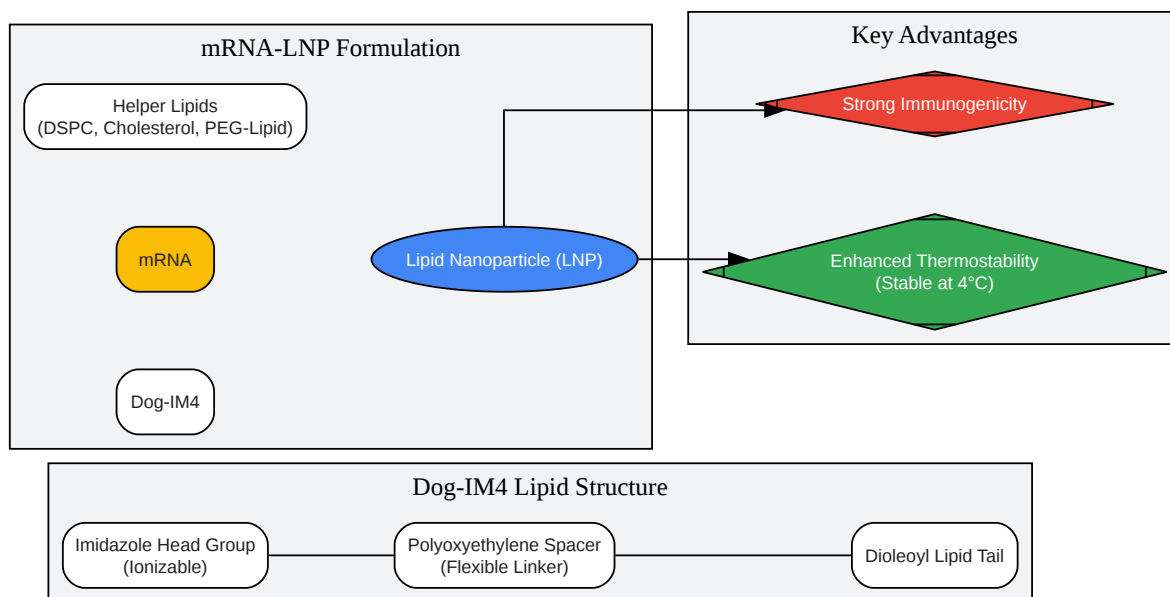 mRNA-LNP Formulation
Helper Lipids
(DSPC, Cholesterol, PEG-Lipid)
mRNA
Dog-IM4
Lipid Nanoparticle (LNP)
Key Advantages
Strong Immunogenicity
Enhanced Thermostability
(Stable at 4°C)
Dog-IM4 Lipid Structure
Imidazole Head Group
(Ionizable)
Polyoxyethylene Spacer
(Flexible Linker)
Dioleoyl Lipid Tail